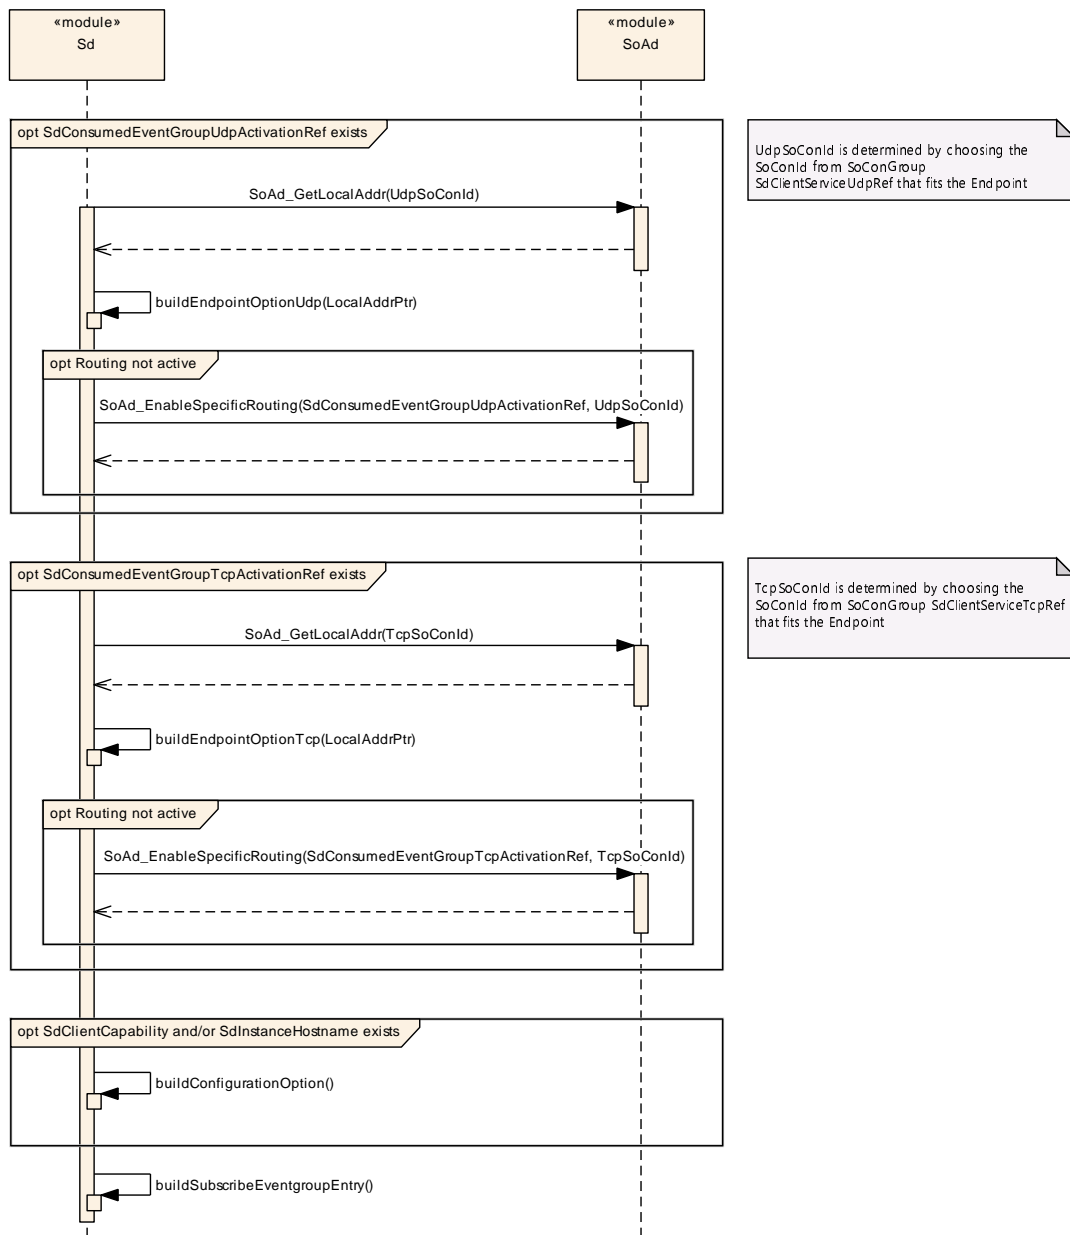 «module»
Sd
«module»
SoAd
opt SdConsumedEventGroupUdpActivationRef exists
UdpSoConId is determined by choosing the
SoConId from SoConGroup
SdClientServiceUdpRef that fits the Endpoint
SoAd_GetLocalAddr(UdpSoConId)
buildEndpointOptionUdp(LocalAddrPtr)
opt Routing not active
SoAd_EnableSpecificRouting(SdConsumedEventGroupUdpActivationRef, UdpSoConId)
opt SdConsumedEventGroupTcpActivationRef exists
TcpSoConId is determined by choosing the
SoConId from SoConGroup SdClientServiceTcpRef
that fits the Endpoint
SoAd_GetLocalAddr(TcpSoConId)
buildEndpointOptionTcp(LocalAddrPtr)
opt Routing not active
SoAd_EnableSpecificRouting(SdConsumedEventGroupTcpActivationRef, TcpSoConId)
opt SdClientCapability and/or SdInstanceHostname exists
buildConfigurationOption()
buildSubscribeEventgroupEntry()